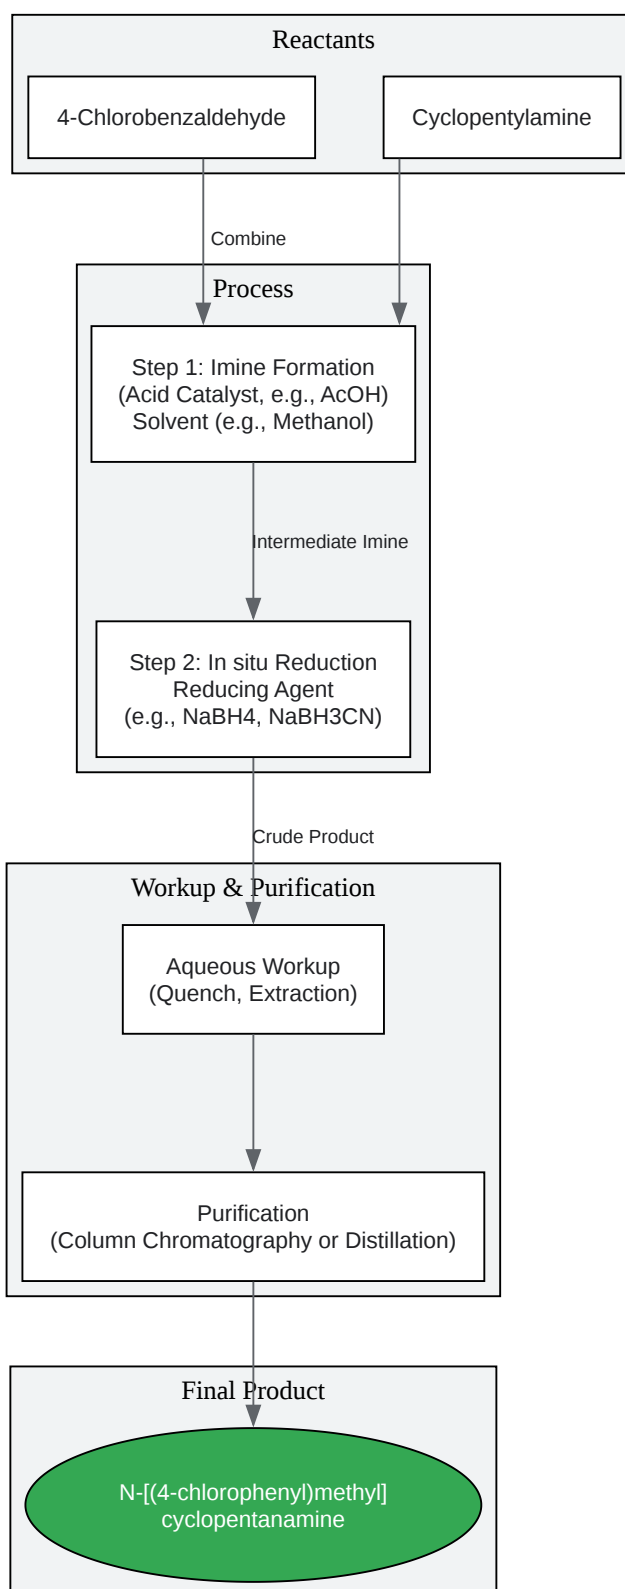 Reactants
4-Chlorobenzaldehyde
Cyclopentylamine
Combine
Process
Step 1: Imine Formation
(Acid Catalyst, e.g., AcOH)
Solvent (e.g., Methanol)
Intermediate Imine
Step 2: In situ Reduction
Reducing Agent
(e.g., NaBH4, NaBH3CN)
Crude Product
Workup & Purification
Aqueous Workup
(Quench, Extraction)
Purification
(Column Chromatography or Distillation)
Final Product
N-[(4-chlorophenyl)methyl]
cyclopentanamine